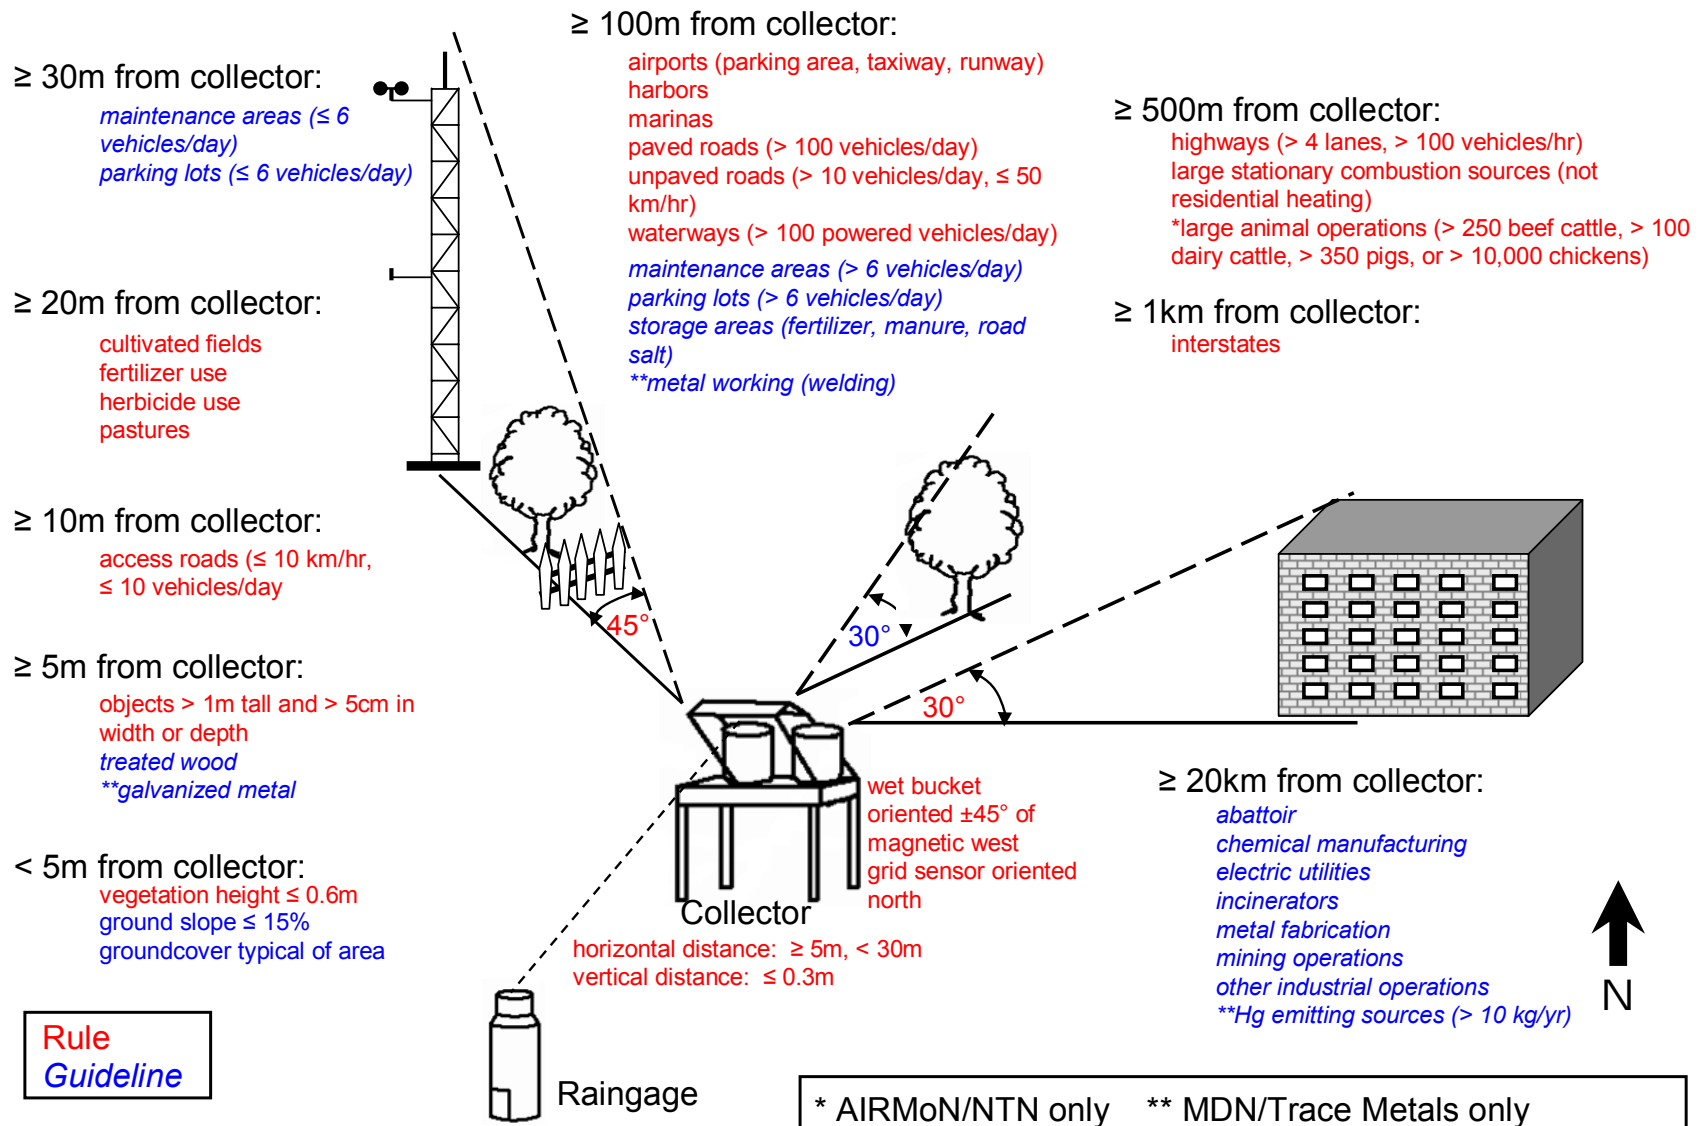 ≥ 100m from collector:
airports (parking area, taxiway, runway)
harbors
marinas
paved roads (> 100 vehicles/day)
unpaved roads (> 10 vehicles/day, ≤ 50
km/hr)
waterways (> 100 powered vehicles/day)
maintenance areas (> 6 vehicles/day)
parking lots (> 6 vehicles/day)
storage areas (fertilizer, manure, road
salt)
**metal working (welding)
≥ 30m from collector:
maintenance areas (≤ 6
vehicles/day)
parking lots (≤ 6 vehicles/day)
≥ 500m from collector:
highways (> 4 lanes, > 100 vehicles/hr)
large stationary combustion sources (not
residential heating)
*large animal operations (> 250 beef cattle, > 100
dairy cattle, > 350 pigs, or > 10,000 chickens)
≥ 20m from collector:
cultivated fields
fertilizer use
herbicide use
pastures
≥ 1km from collector:
interstates
≥ 10m from collector:
access roads (≤ 10 km/hr,
≤ 10 vehicles/day
45°
30°
30°
≥ 5m from collector:
objects > 1m tall and > 5cm in
width or depth
treated wood
**galvanized metal
< 5m from collector:
vegetation height ≤ 0.6m
ground slope ≤ 15%
groundcover typical of area
wet bucket
oriented ±45° of
magnetic west
grid sensor oriented
north
Collector
horizontal distance: ≥ 5m, < 30m
vertical distance: ≤ 0.3m
≥ 20km from collector:
abattoir
chemical manufacturing
electric utilities
incinerators
metal fabrication
mining operations
other industrial operations
**Hg emitting sources (> 10 kg/yr)
N
Rule
Guideline
Raingage
* AIRMoN/NTN only ** MDN/Trace Metals only